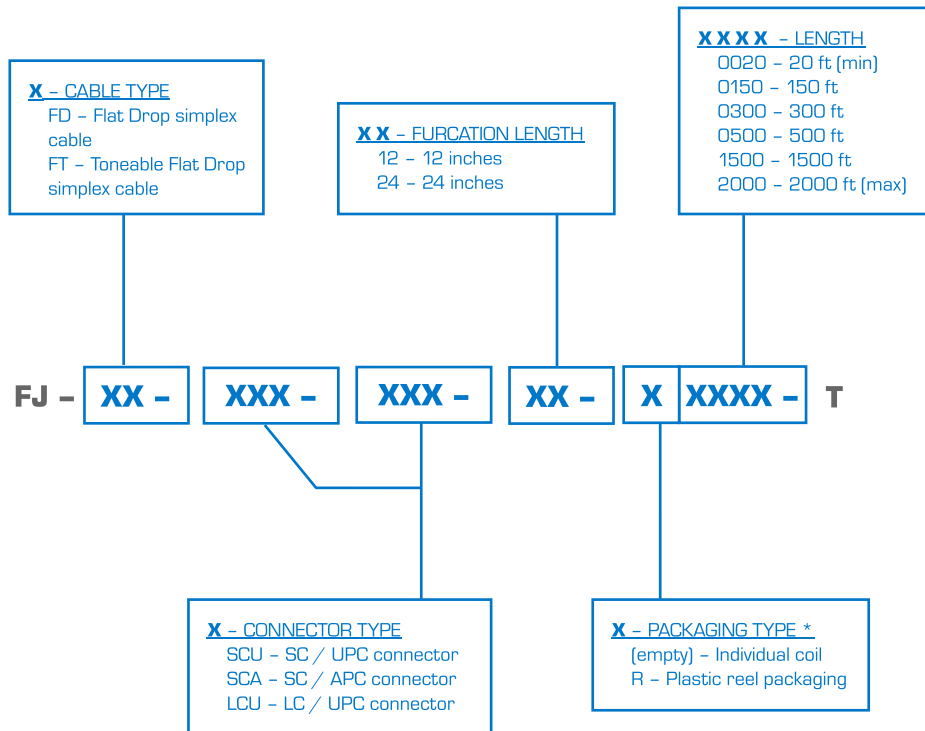 X – CABLE TYPE
FD – Flat Drop simplex
cable
FT – Toneable Flat Drop
simplex cable
X X – FURCATION LENGTH
12 – 12 inches
24 – 24 inches
X X X X – LENGTH
0020 – 20 ft (min)
0150 – 150 ft
0300 – 300 ft
0500 – 500 ft
1500 – 1500 ft
2000 – 2000 ft (max)
FJ – XX – XXX – XXX – XX – X XXXX – T
X – CONNECTOR TYPE
SCU – SC / UPC connector
SCA – SC / APC connector
LCU – LC / UPC connector
X – PACKAGING TYPE *
(empty) – Individual coil
R – Plastic reel packaging